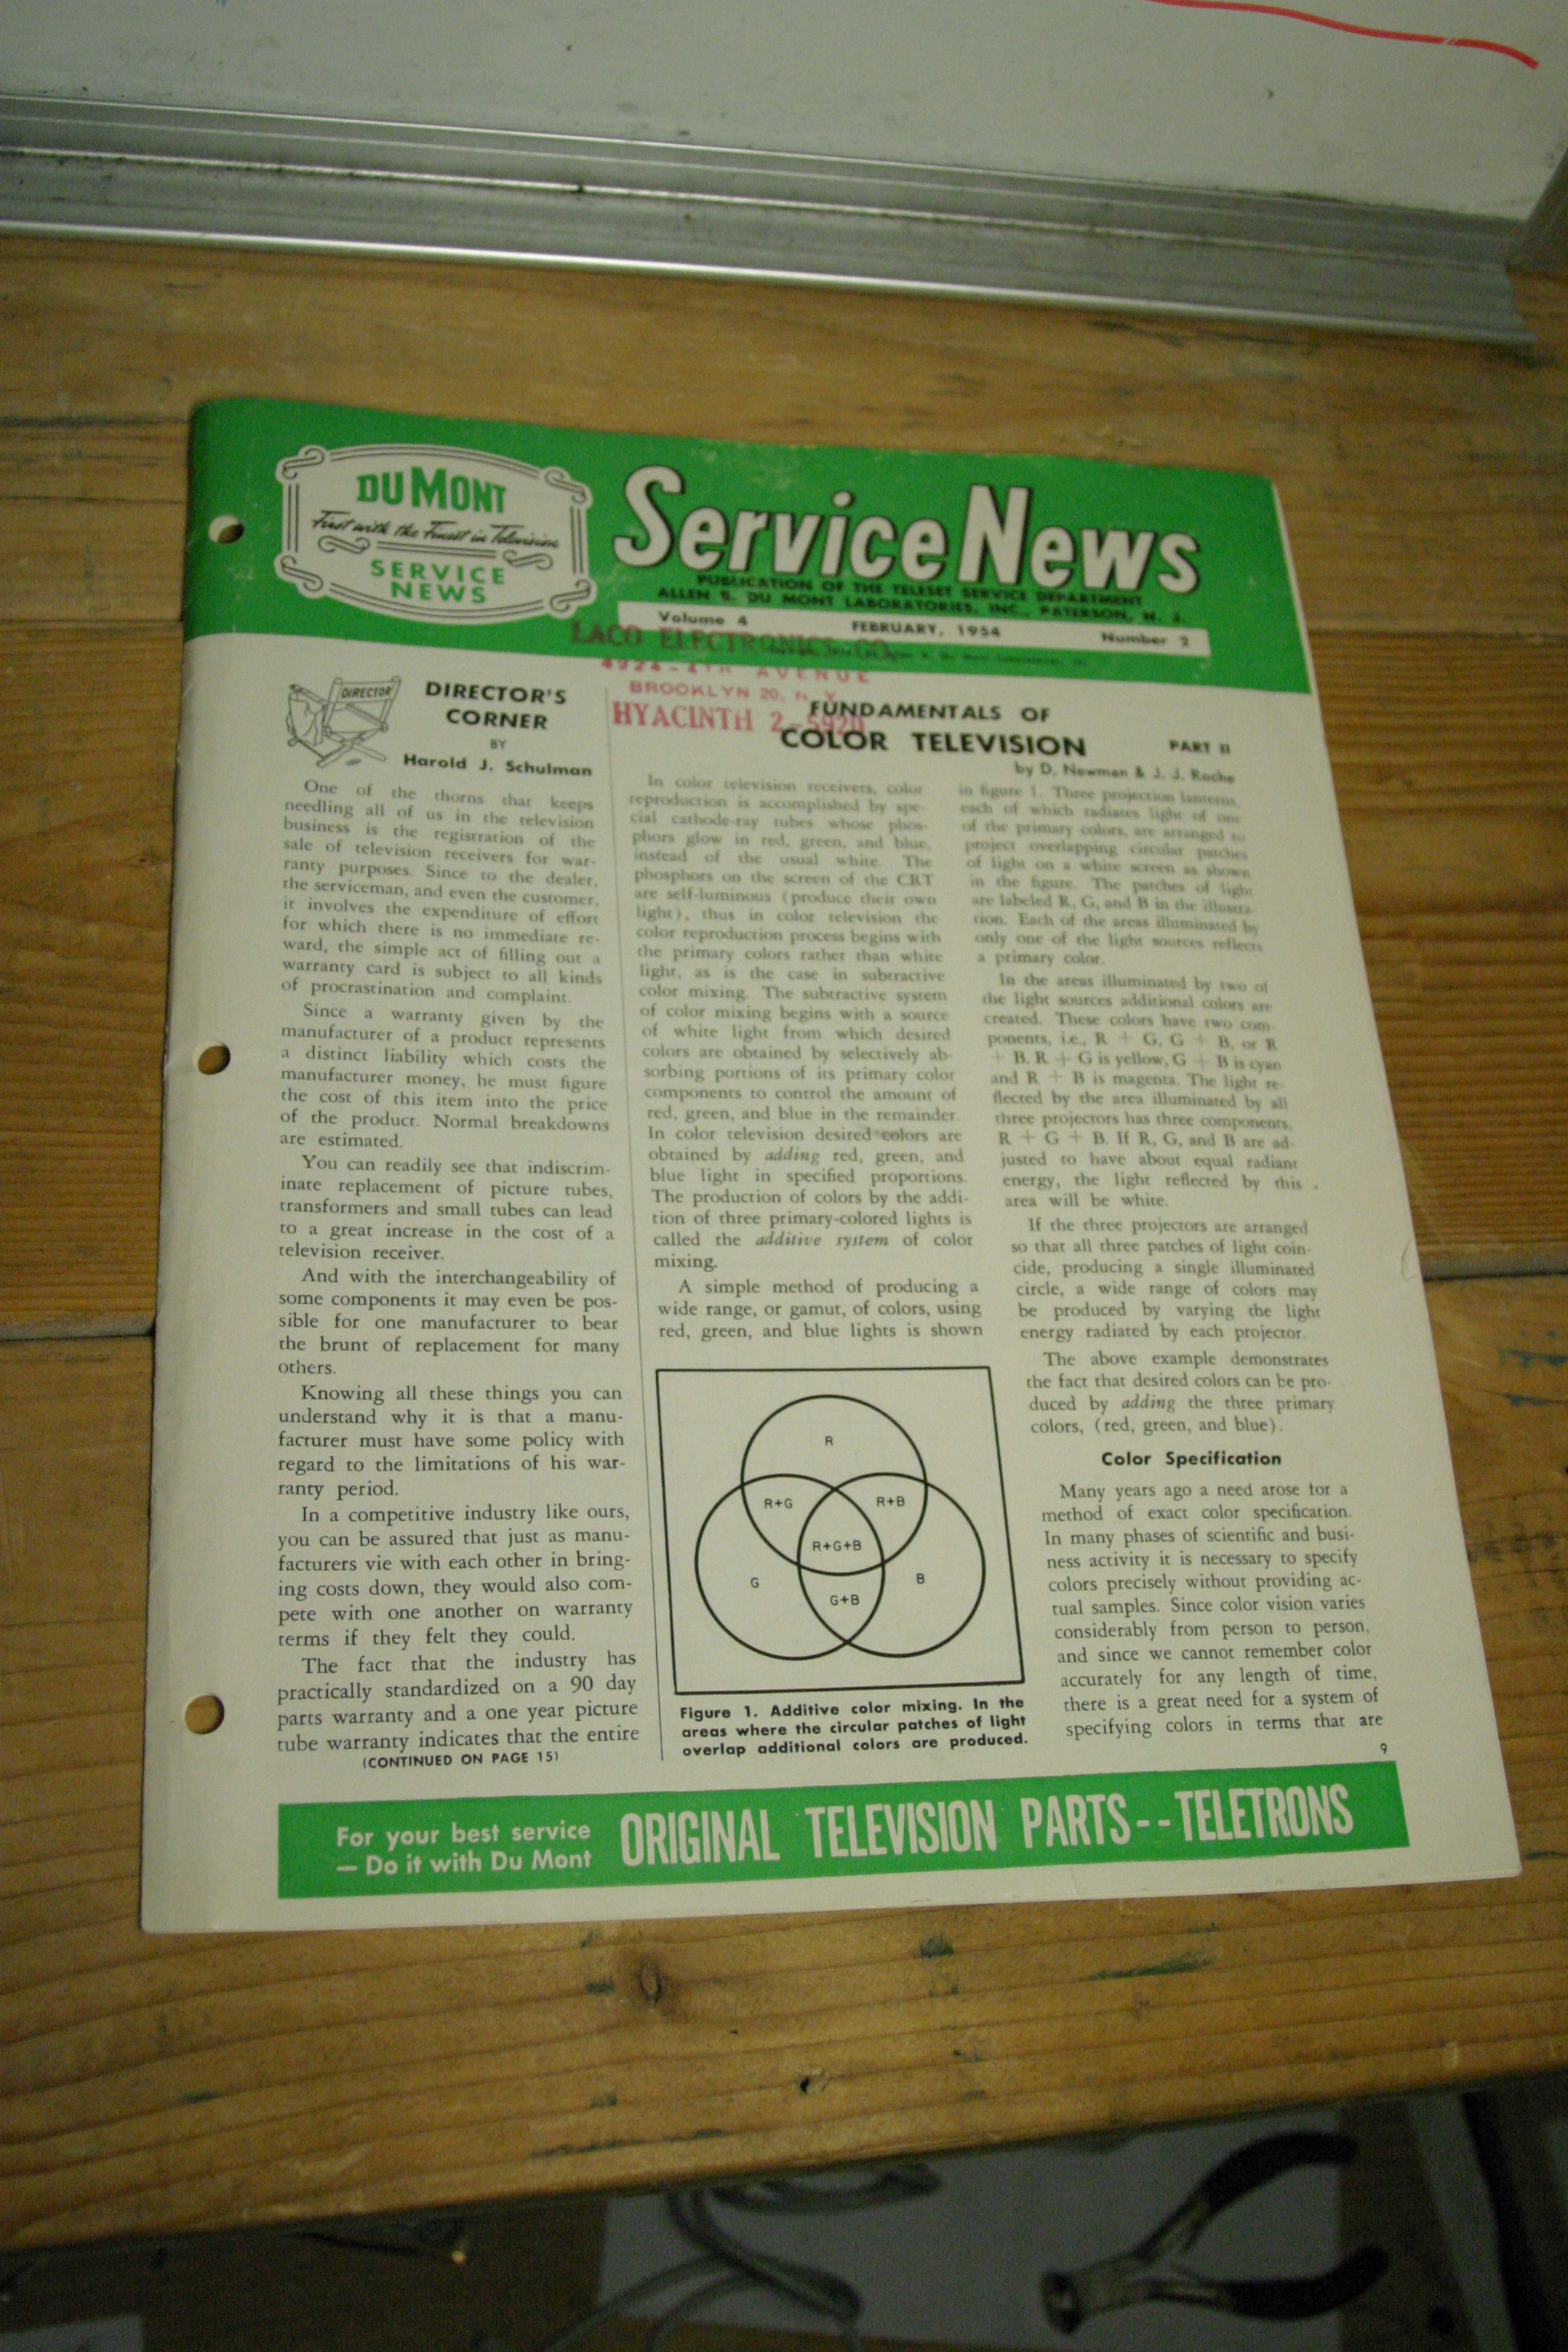 DUMONT
First with the Finest in Television
SERVICE
NEWS
Service News
PUBLICATION OF THE TELESET SERVICE DEPARTMENT
ALLEN B. DU MONT LABORATORIES, INC., PATERSON, N. J.
Volume 4 FEBRUARY, 1954 Number 2
LACO ELECTRONICS CO.
4924-4TH AVENUE
BROOKLYN 20, N. Y.
HYACINTH 2-5920
DIRECTOR
DIRECTOR'S
CORNER
BY
Harold J. Schulman
One of the thorns that keeps
needling all of us in the television
business is the registration of the
sale of television receivers for war-
ranty purposes. Since to the dealer,
the serviceman, and even the customer,
it involves the expenditure of effort
for which there is no immediate re-
ward, the simple act of filling out a
warranty card is subject to all kinds
of procrastination and complaint.
Since a warranty given by the
manufacturer of a product represents
a distinct liability which costs the
manufacturer money, he must figure
the cost of this item into the price
of the product. Normal breakdowns
are estimated.
You can readily see that indiscrim-
inate replacement of picture tubes,
transformers and small tubes can lead
to a great increase in the cost of a
television receiver.
And with the interchangeability of
some components it may even be pos-
sible for one manufacturer to bear
the brunt of replacement for many
others.
Knowing all these things you can
understand why it is that a manu-
facturer must have some policy with
regard to the limitations of his war-
ranty period.
In a competitive industry like ours,
you can be assured that just as manu-
facturers vie with each other in bring-
ing costs down, they would also com-
pete with one another on warranty
terms if they felt they could.
The fact that the industry has
practically standardized on a 90 day
parts warranty and a one year picture
tube warranty indicates that the entire
(CONTINUED ON PAGE 15)
FUNDAMENTALS OF
COLOR TELEVISION PART II
by D. Newman & J. J. Roche
In color television receivers, color
reproduction is accomplished by spe-
cial cathode-ray tubes whose phos-
phors glow in red, green, and blue,
instead of the usual white. The
phosphors on the screen of the CRT
are self-luminous (produce their own
light), thus in color television the
color reproduction process begins with
the primary colors rather than white
light, as is the case in subtractive
color mixing. The subtractive system
of color mixing begins with a source
of white light from which desired
colors are obtained by selectively ab-
sorbing portions of its primary color
components to control the amount of
red, green, and blue in the remainder.
In color television desired colors are
obtained by adding red, green, and
blue light in specified proportions.
The production of colors by the addi-
tion of three primary-colored lights is
called the additive system of color
mixing.
A simple method of producing a
wide range, or gamut, of colors, using
red, green, and blue lights is shown
R
R+G R+B
R+G+B
G B
G+B
Figure 1. Additive color mixing. In the
areas where the circular patches of light
overlap additional colors are produced.
in figure 1. Three projection lanterns,
each of which radiates light of one
of the primary colors, are arranged to
project overlapping circular patches
of light on a white screen as shown
in the figure. The patches of light
are labeled R, G, and B in the illustra-
tion. Each of the areas illuminated by
only one of the light sources reflects
a primary color.
In the areas illuminated by two of
the light sources additional colors are
created. These colors have two com-
ponents, i.e., R + G, G + B, or R
+ B. R + G is yellow, G + B is cyan
and R + B is magenta. The light re-
flected by the area illuminated by all
three projectors has three components,
R + G + B. If R, G, and B are ad-
justed to have about equal radiant
energy, the light reflected by this
area will be white.
If the three projectors are arranged
so that all three patches of light coin-
cide, producing a single illuminated
circle, a wide range of colors may
be produced by varying the light
energy radiated by each projector.
The above example demonstrates
the fact that desired colors can be pro-
duced by adding the three primary
colors, (red, green, and blue).
Color Specification
Many years ago a need arose for a
method of exact color specification.
In many phases of scientific and busi-
ness activity it is necessary to specify
colors precisely without providing ac-
tual samples. Since color vision varies
considerably from person to person,
and since we cannot remember color
accurately for any length of time,
there is a great need for a system of
specifying colors in terms that are
9
For your best service
— Do it with Du Mont
ORIGINAL TELEVISION PARTS--TELETRONS